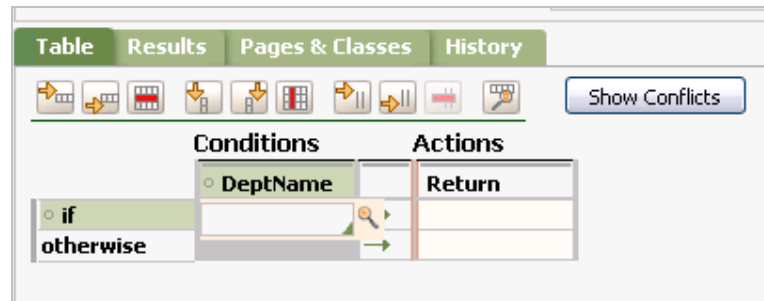 Table Results Pages & Classes History
Show Conflicts
Conditions Actions
DeptName Return
if
otherwise